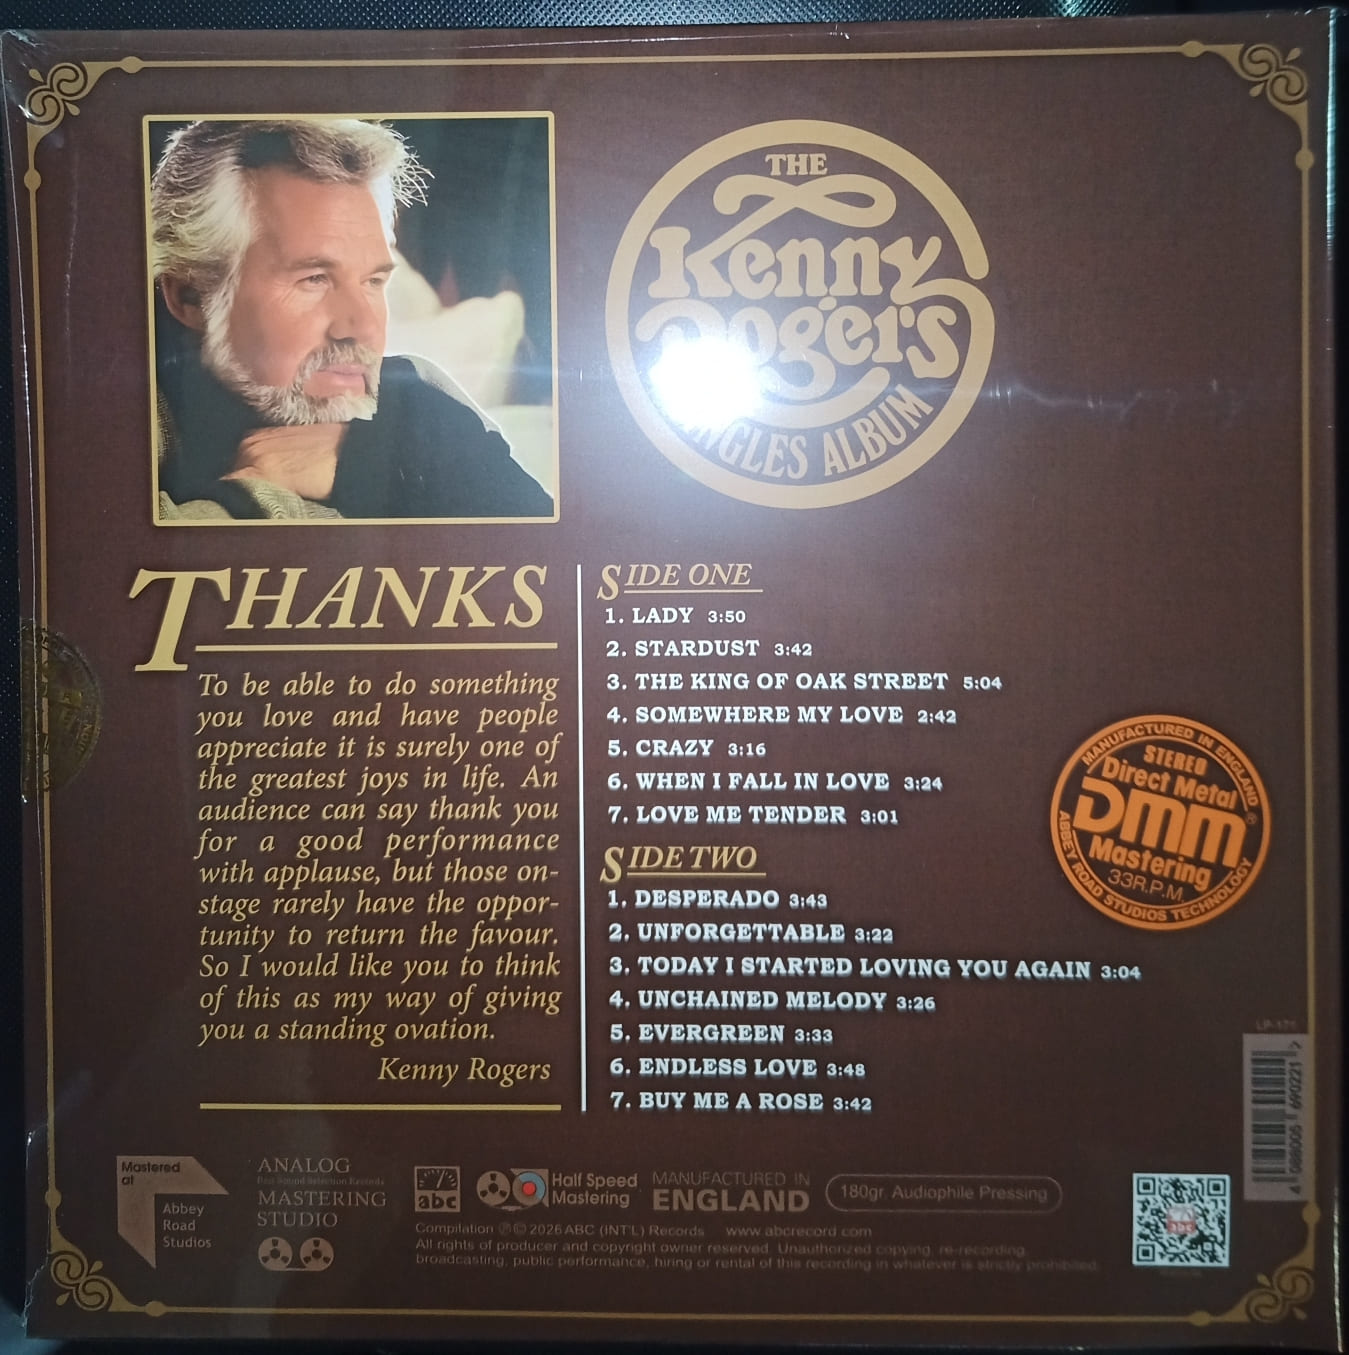 THE
Kenny
Rogers
SINGLES ALBUM
THANKS
To be able to do something
you love and have people
appreciate it is surely one of
the greatest joys in life. An
audience can say thank you
for a good performance
with applause, but those on-
stage rarely have the oppor-
tunity to return the favour.
So I would like you to think
of this as my way of giving
you a standing ovation.
Kenny Rogers
SIDE ONE
1. LADY 3:50
2. STARDUST 3:42
3. THE KING OF OAK STREET 5:04
4. SOMEWHERE MY LOVE 2:42
5. CRAZY 3:16
6. WHEN I FALL IN LOVE 3:24
7. LOVE ME TENDER 3:01
SIDE TWO
1. DESPERADO 3:43
2. UNFORGETTABLE 3:22
3. TODAY I STARTED LOVING YOU AGAIN 3:04
4. UNCHAINED MELODY 3:26
5. EVERGREEN 3:33
6. ENDLESS LOVE 3:48
7. BUY ME A ROSE 3:42
MANUFACTURED IN ENGLAND
STEREO
Direct Metal
DMM®
Mastering
33R.P.M.
ABBEY ROAD STUDIOS TECHNOLOGY
LP-171
4 088005 690221 >
Mastered
at
Abbey
Road
Studios
ANALOG
Best Sound Selection Records
MASTERING
STUDIO
abc
Half Speed
Mastering
MANUFACTURED IN
ENGLAND
180gr. Audiophile Pressing
Compilation ℗ © 2026 ABC (INT'L) Records www.abcrecord.com
All rights of producer and copyright owner reserved. Unauthorized copying, re-recording,
broadcasting, public performance, hiring or rental of this recording in whatever is strictly prohibited.
abc